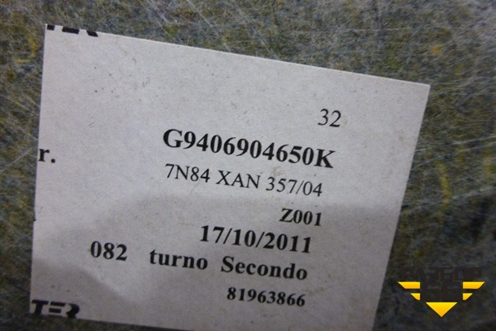 32
G9406904650K
r.
7N84 XAN 357/04
Z001
17/10/2011
082 turno Secondo
81963866